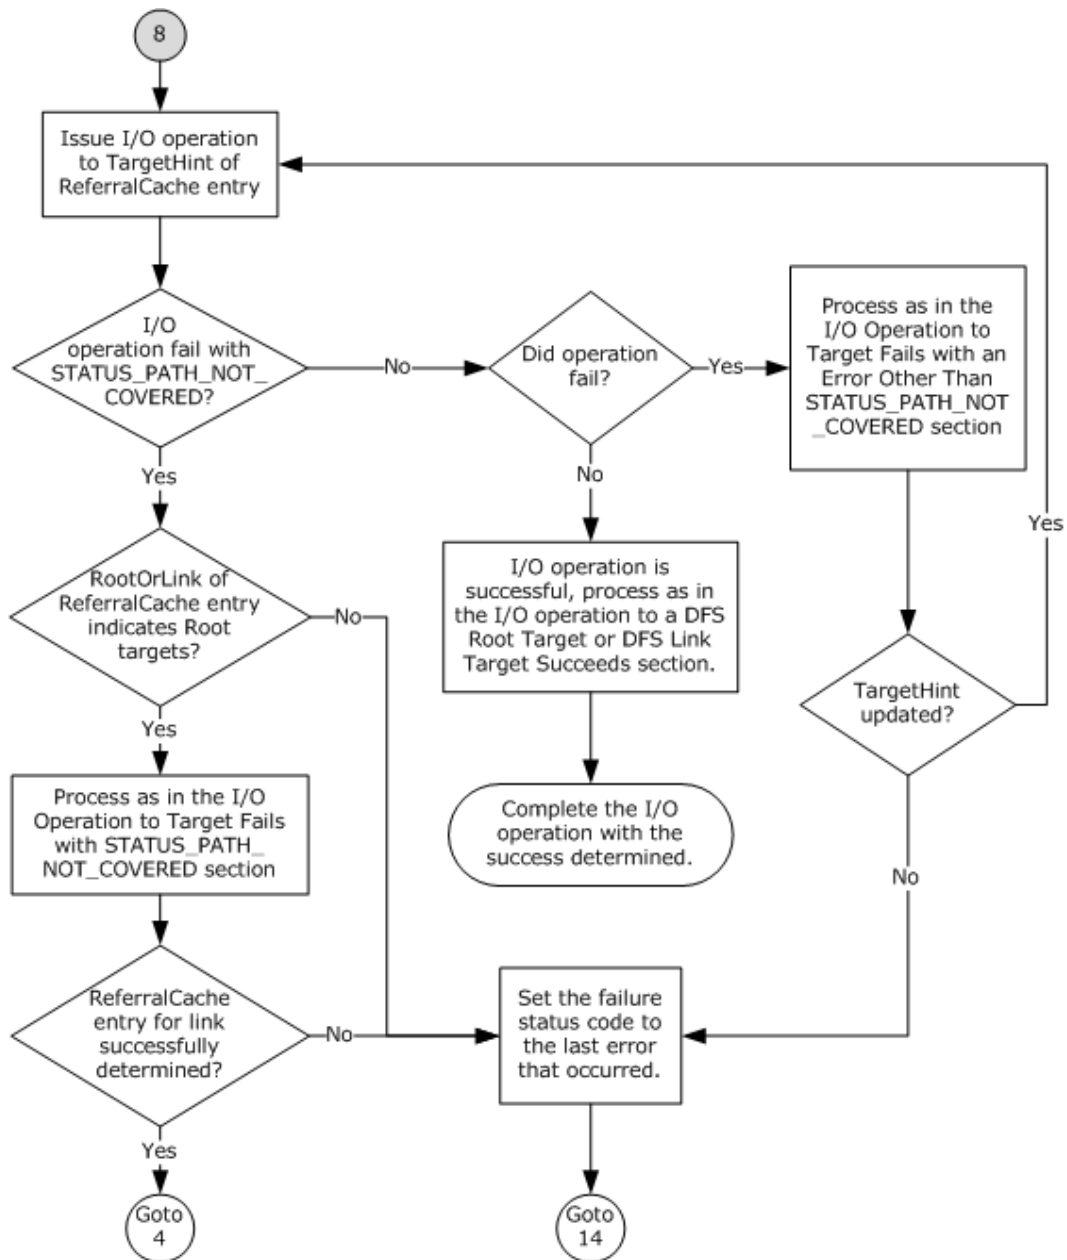 8
Issue I/O operation
to TargetHint of
ReferralCache entry
I/O
operation fail with
STATUS_PATH_NOT_
COVERED?
No
Did operation
fail?
Yes
Process as in the
I/O Operation to
Target Fails with an
Error Other Than
STATUS_PATH_NOT
_COVERED section
Yes
Yes
No
RootOrLink of
ReferralCache entry
indicates Root
targets?
No
I/O operation is
successful, process as in
the I/O operation to a DFS
Root Target or DFS Link
Target Succeeds section.
TargetHint
updated?
Yes
Process as in the I/O
Operation to Target Fails
with STATUS_PATH_
NOT_COVERED section
Complete the I/O
operation with the
success determined.
No
ReferralCache
entry for link
successfully
determined?
No
Set the failure
status code to
the last error
that occurred.
Yes
Goto
4
Goto
14